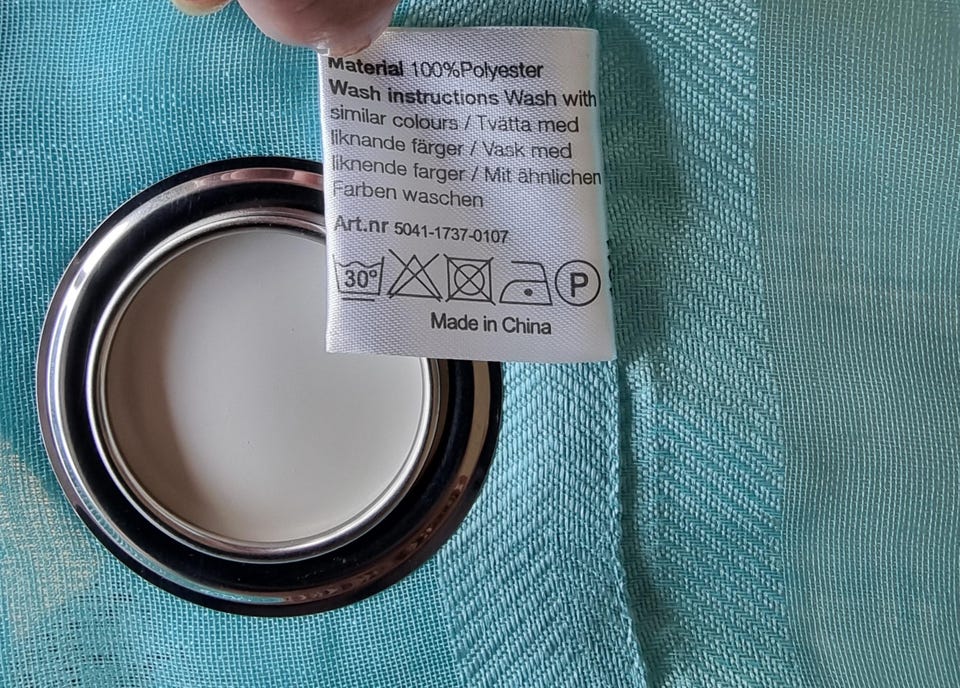 Material 100%Polyester
Wash instructions Wash with
similar colours / Tvätta med
liknande färger / Vask med
liknende farger / Mit ähnlichen
Farben waschen
Art.nr 5041-1737-0107
30° P
Made in China